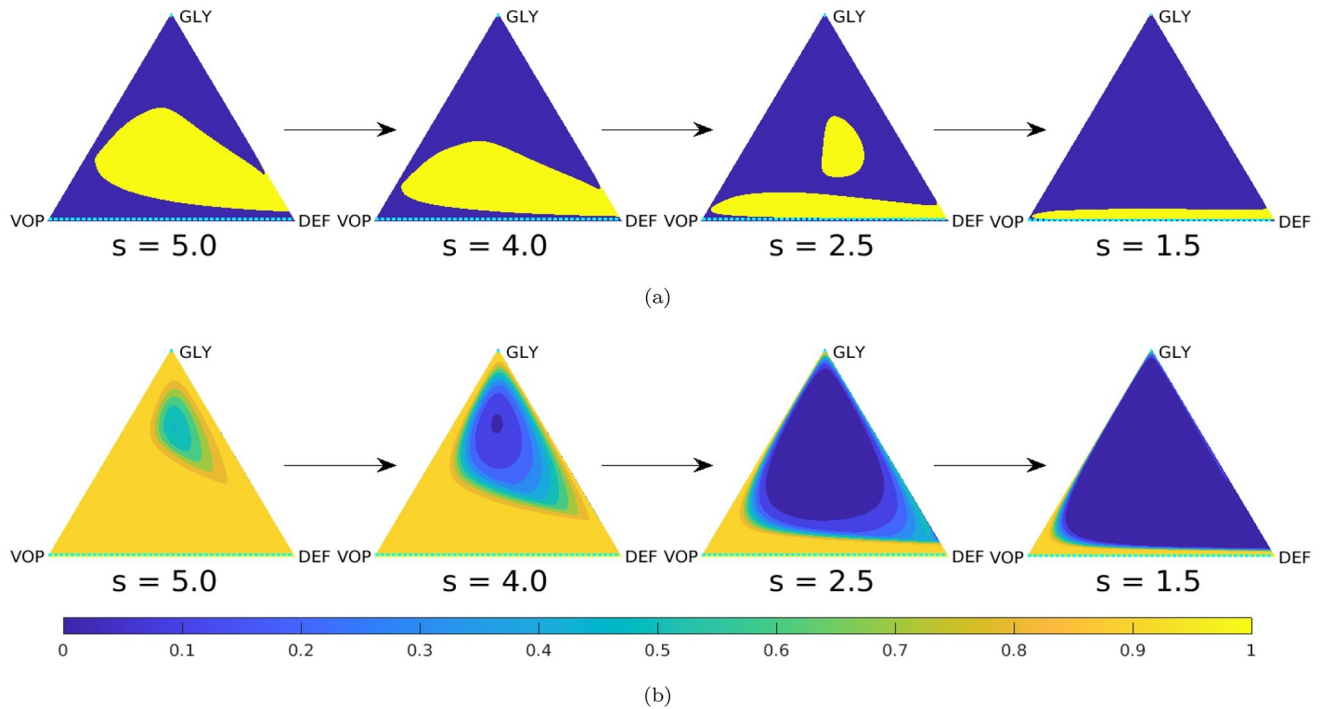 GLY GLY GLY GLY
VOP DEF VOP DEF VOP DEF VOP DEF
s = 5.0 s = 4.0 s = 2.5 s = 1.5
(a)
GLY GLY GLY GLY
VOP DEF VOP DEF VOP DEF VOP DEF
s = 5.0 s = 4.0 s = 2.5 s = 1.5
0 0.1 0.2 0.3 0.4 0.5 0.6 0.7 0.8 0.9 1
(b)